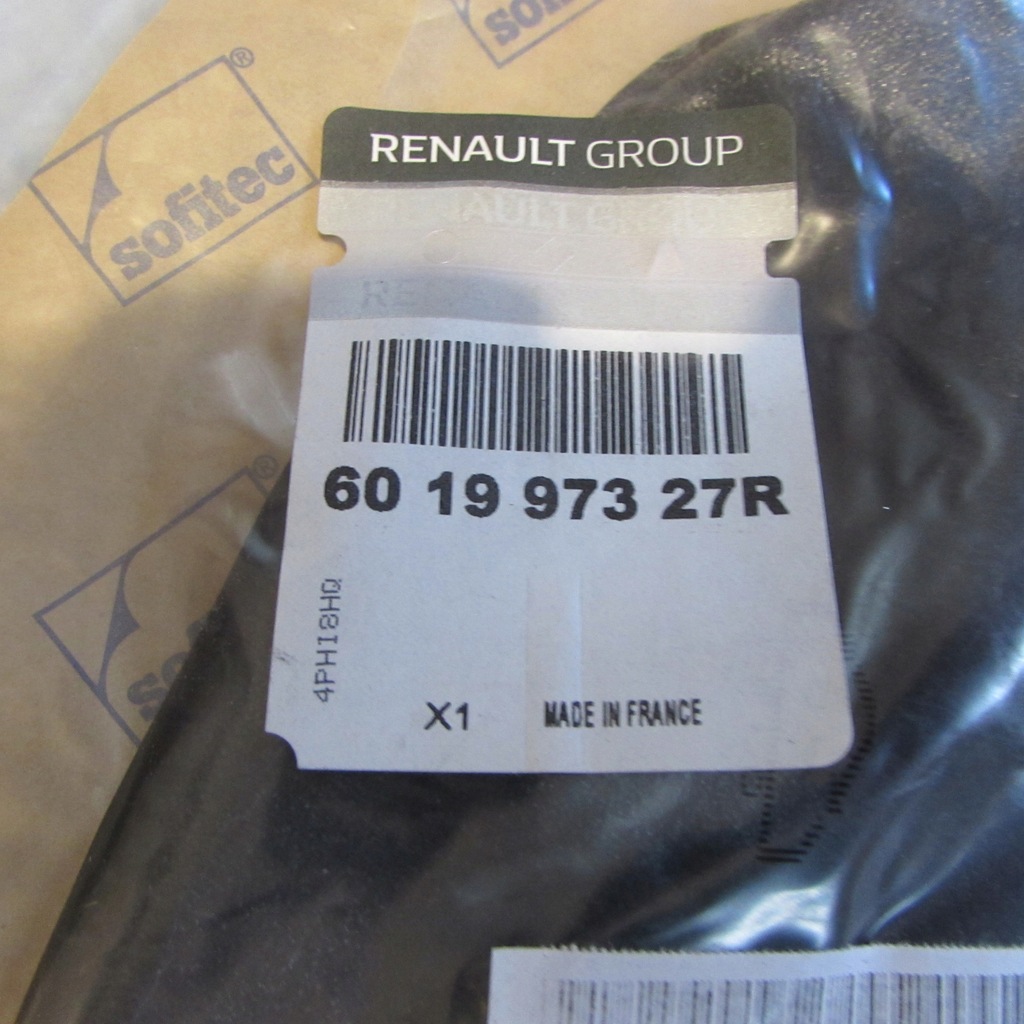 sofitec
®
sofitec
RENAULT GROUP
60 19 973 27R
®
4PHI8HQ
X1 MADE IN FRANCE